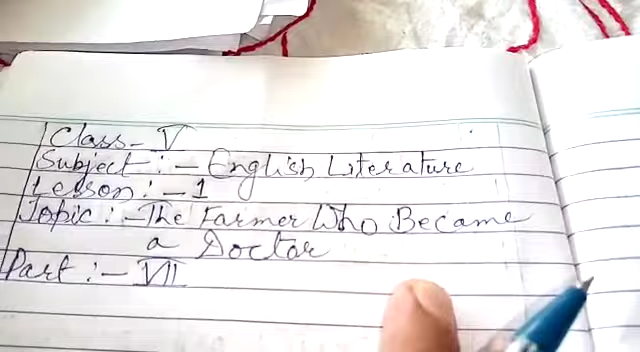 Class - V
Subject : - English Literature
Lesson : - 1
Topic : - The Farmer Who Became
a Doctor
Part : - VII